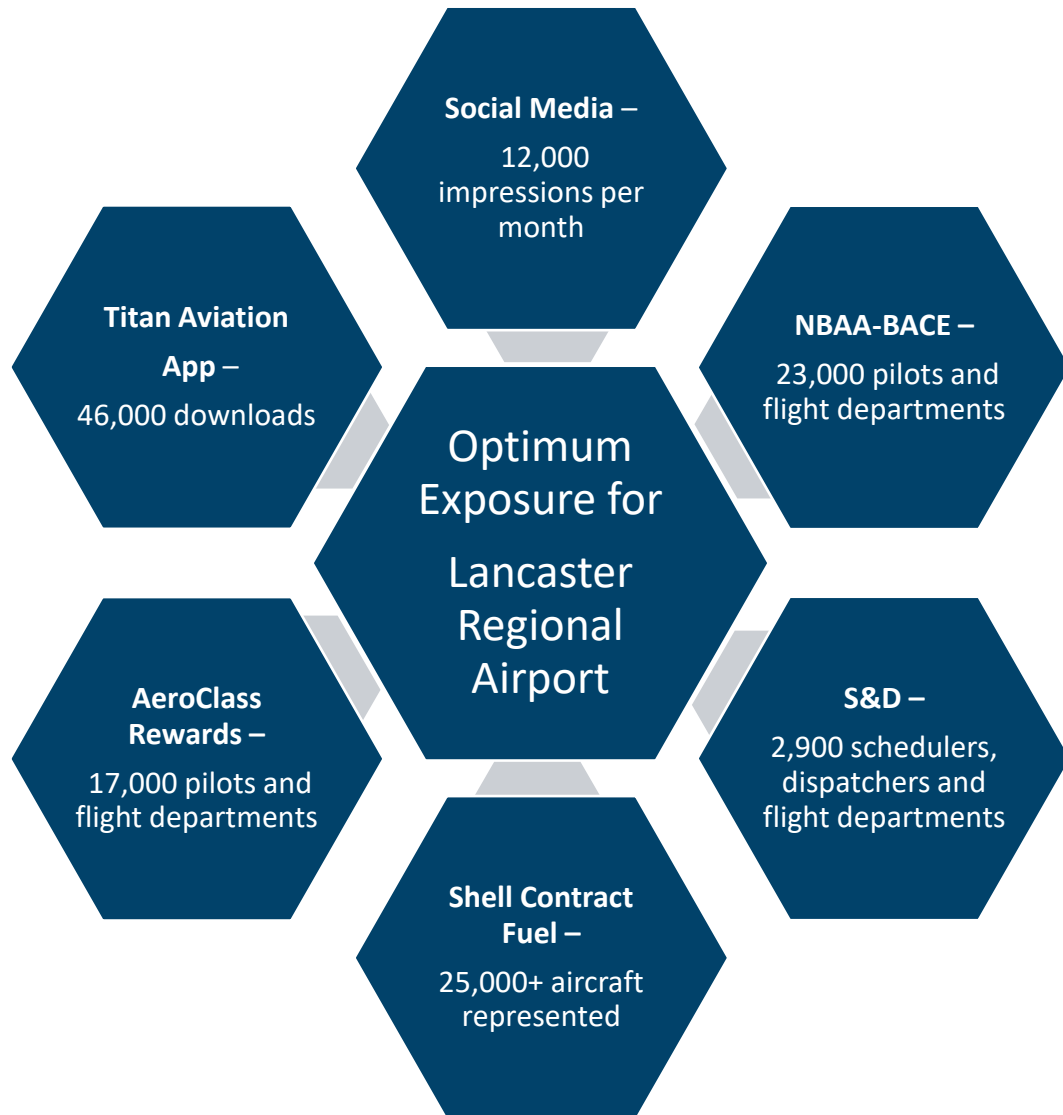 Social Media –
12,000
impressions per
month
NBAA-BACE –
23,000 pilots and
flight departments
S&D –
2,900 schedulers,
dispatchers and
flight departments
Shell Contract
Fuel –
25,000+ aircraft
represented
AeroClass
Rewards –
17,000 pilots and
flight departments
Titan Aviation
App –
46,000 downloads
Optimum
Exposure for
Lancaster
Regional
Airport